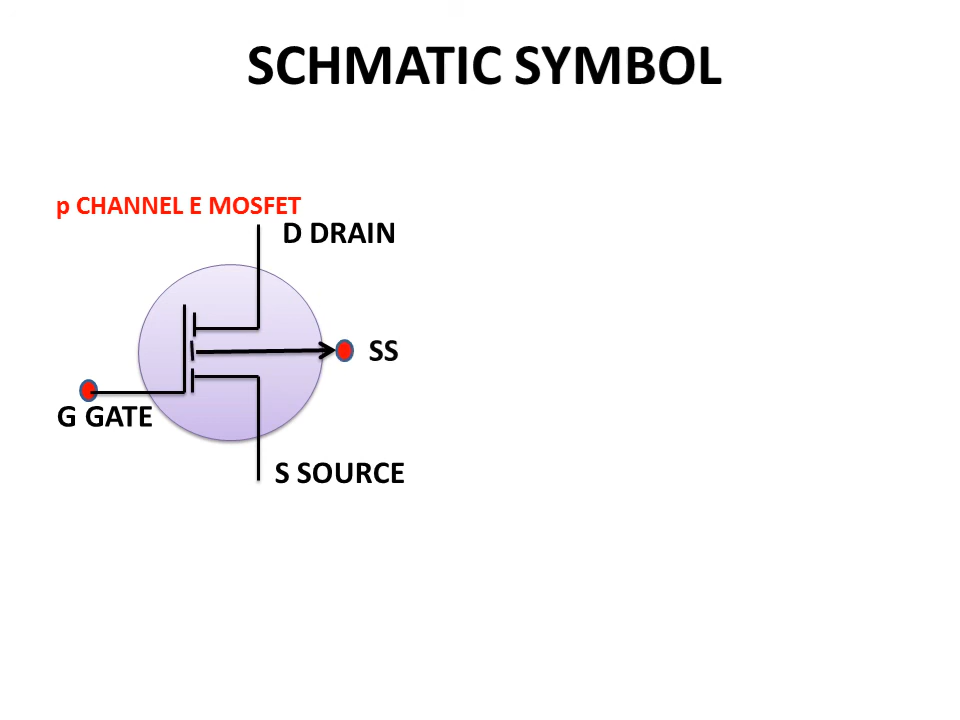 SCHMATIC SYMBOL
p CHANNEL E MOSFET
D DRAIN
SS
G GATE
S SOURCE